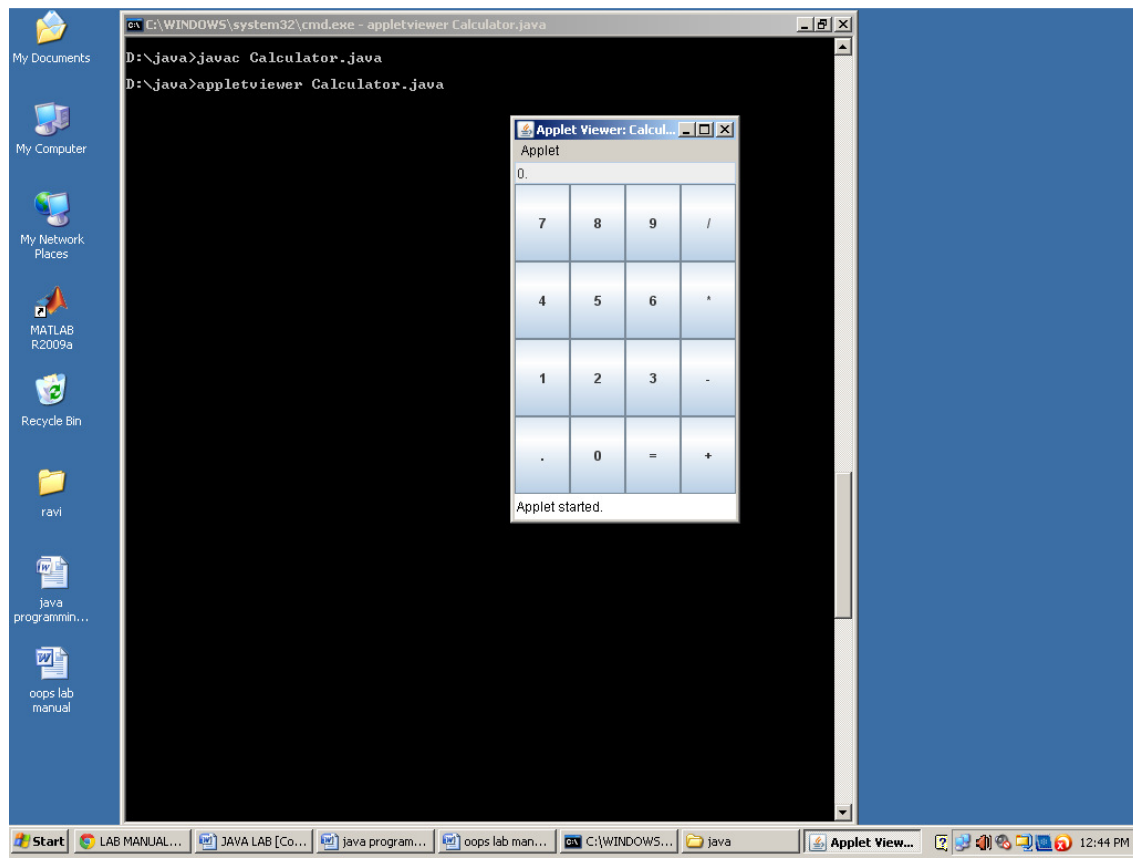 My Documents
My Computer
My Network
Places
MATLAB
R2009a
Recycle Bin
ravi
java
programmin...
oops lab
manual
C:\WINDOWS\system32\cmd.exe - appletviewer Calculator.java
D:\java>javac Calculator.java
D:\java>appletviewer Calculator.java
Applet Viewer: Calcul...
Applet
0.
7 8 9 /
4 5 6 *
1 2 3 -
. 0 = +
Applet started.
Start LAB MANUAL... JAVA LAB [Co... java program... oops lab man... C:\WINDOWS... java Applet View... 12:44 PM